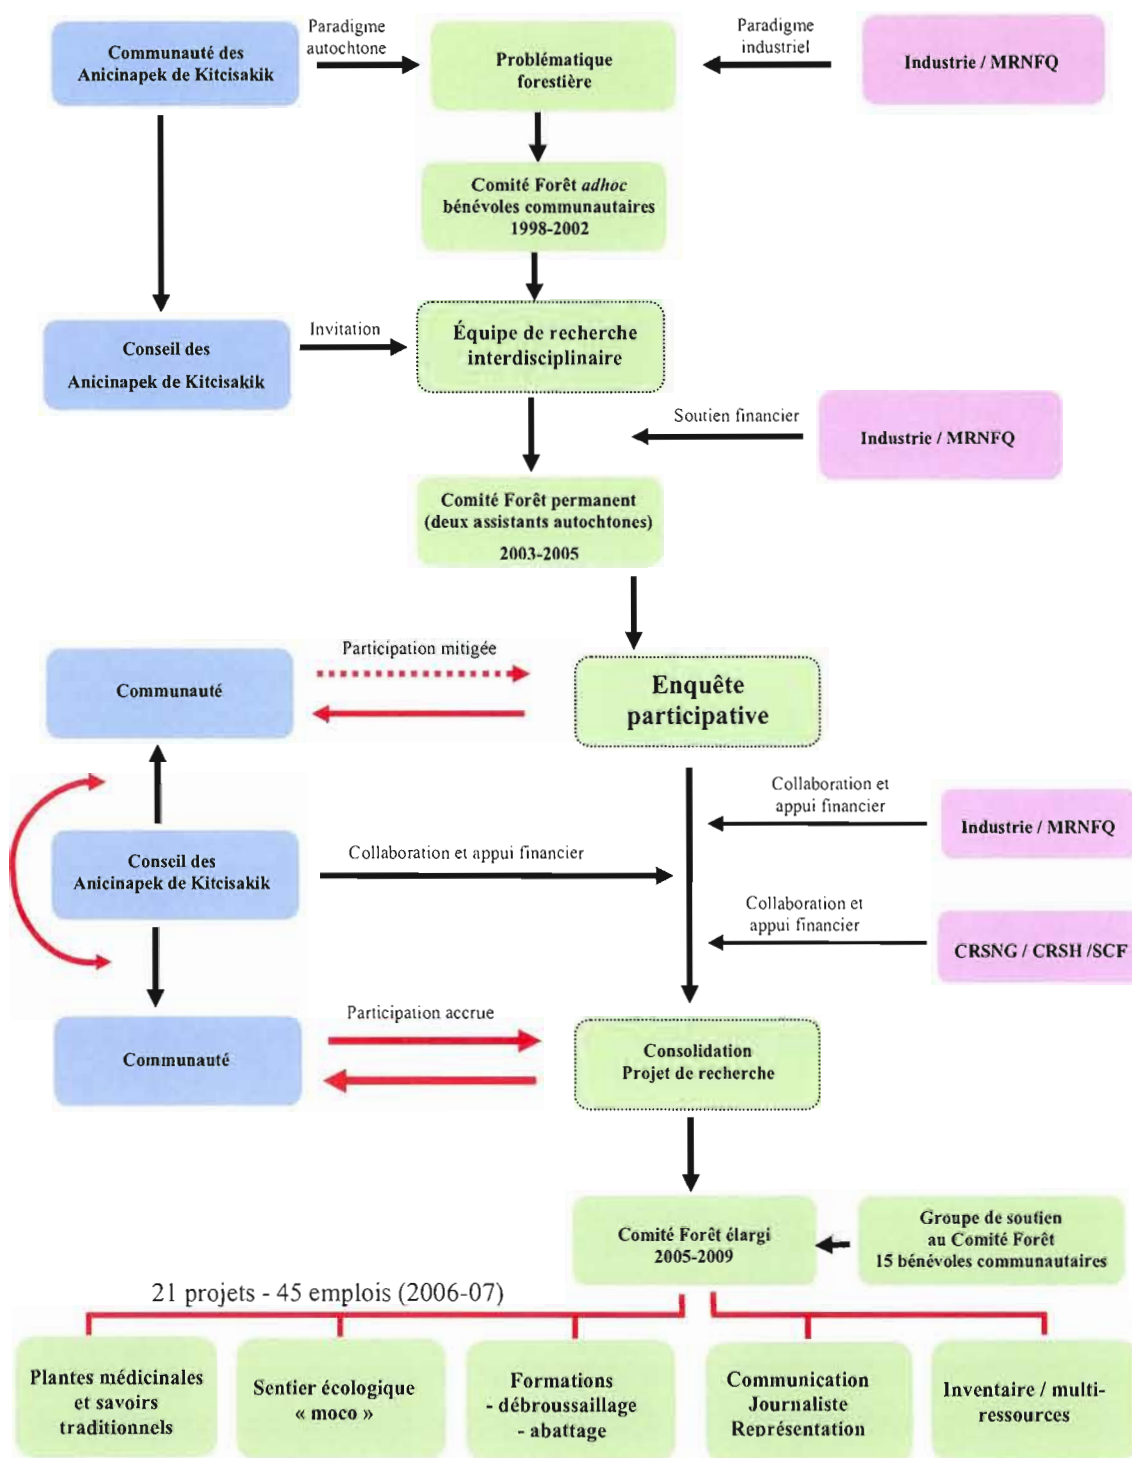 Communauté des
Anicinapek de Kitcisakik
Paradigme
autochtone
Problématique
forestière
Paradigme
industriel
Industrie / MRNFQ
Comité Forêt adhoc
bénévoles communautaires
1998-2002
Conseil des
Anicinapek de Kitcisakik
Invitation
Équipe de recherche
interdisciplinaire
Soutien financier
Industrie / MRNFQ
Comité Forêt permanent
(deux assistants autochtones)
2003-2005
Communauté
Participation mitigée
Enquête
participative
Collaboration et
appui financier
Industrie / MRNFQ
Conseil des
Anicinapek de Kitcisakik
Collaboration et appui financier
Collaboration et
appui financier
CRSNG / CRSH /SCF
Communauté
Participation accrue
Consolidation
Projet de recherche
Comité Forêt élargi
2005-2009
Groupe de soutien
au Comité Forêt
15 bénévoles communautaires
21 projets - 45 emplois (2006-07)
Plantes médicinales
et savoirs
traditionnels
Sentier écologique
« moco »
Formations
- débroussaillage
- abattage
Communication
Journaliste
Représentation
Inventaire / multi-
ressources